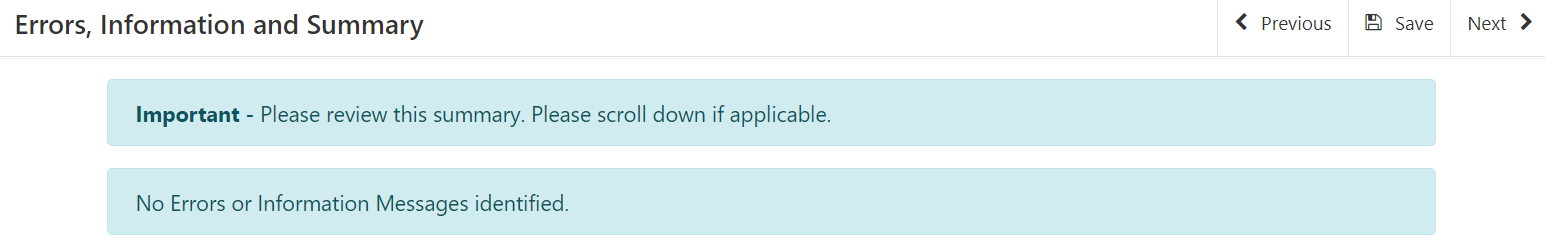 Errors, Information and Summary
Previous
Save
Next
Important - Please review this summary. Please scroll down if applicable.
No Errors or Information Messages identified.